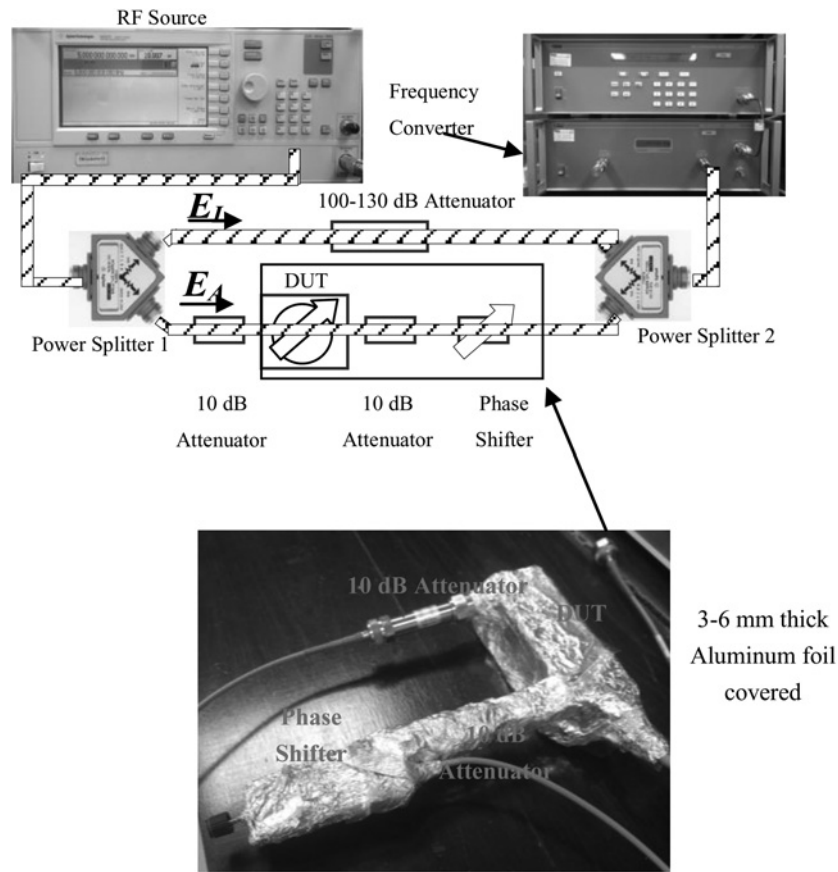 RF Source
Frequency
Converter
E_L
100-130 dB Attenuator
E_A
DUT
Power Splitter 1
Power Splitter 2
10 dB
Attenuator
10 dB
Attenuator
Phase
Shifter
10 dB Attenuator
DUT
3-6 mm thick
Aluminum foil
covered
Phase
Shifter
10 dB
Attenuator